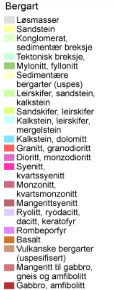 Bergart
Løsmasser
Sandstein
Konglomerat,
sedimentær breksje
Tektonisk breksje,
Mylonitt, fyllonitt
Sedimentære
bergarter (uspes)
Leirskifer, sandstein,
kalkstein
Sandskifer, leirskifer
Kalkstein, leirskifer,
mergelstein
Kalkstein, dolomitt
Granitt, granodioritt
Dioritt, monzodioritt
Syenitt,
kvartssyenitt
Monzonitt,
kvartsmonzonitt
Mangerittsyenitt
Ryolitt, ryodacitt,
dacitt, keratofyr
Rombeporfyr
Basalt
Vulkanske bergarter
(uspesifisert)
Mangeritt til gabbro,
gneis og amfibolitt
Gabbro, amfibolitt